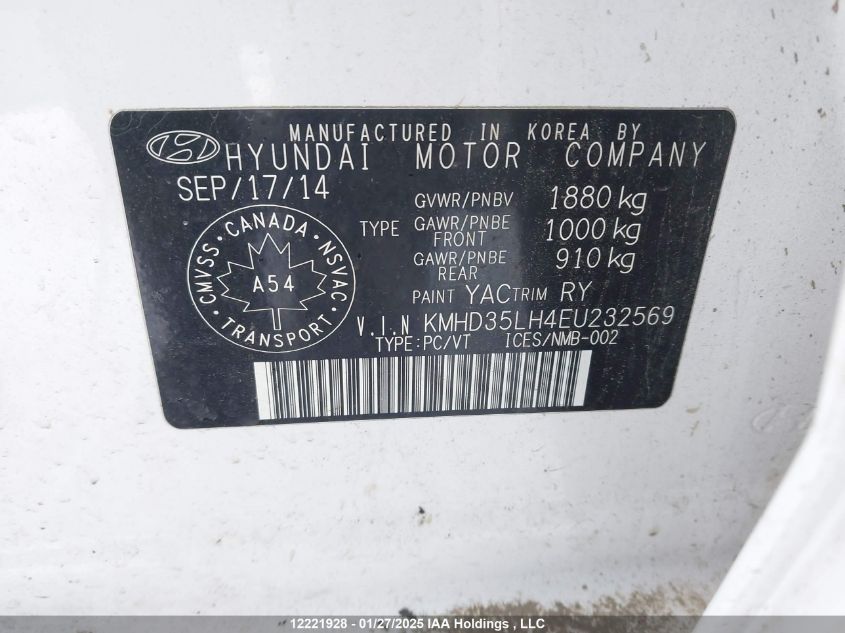 MANUFACTURED IN KOREA BY
HYUNDAI MOTOR COMPANY
SEP/17/14
GVWR/PNBV 1880 kg
TYPE GAWR/PNBE FRONT 1000 kg
GAWR/PNBE REAR 910 kg
PAINT YAC TRIM RY
CMVSS · CANADA · NSVAC · TRANSPORT ·
A54
V.I.N KMHD35LH4EU232569
TYPE:PC/VT ICES/NMB-002
12221928 - 01/27/2025 IAA Holdings, LLC